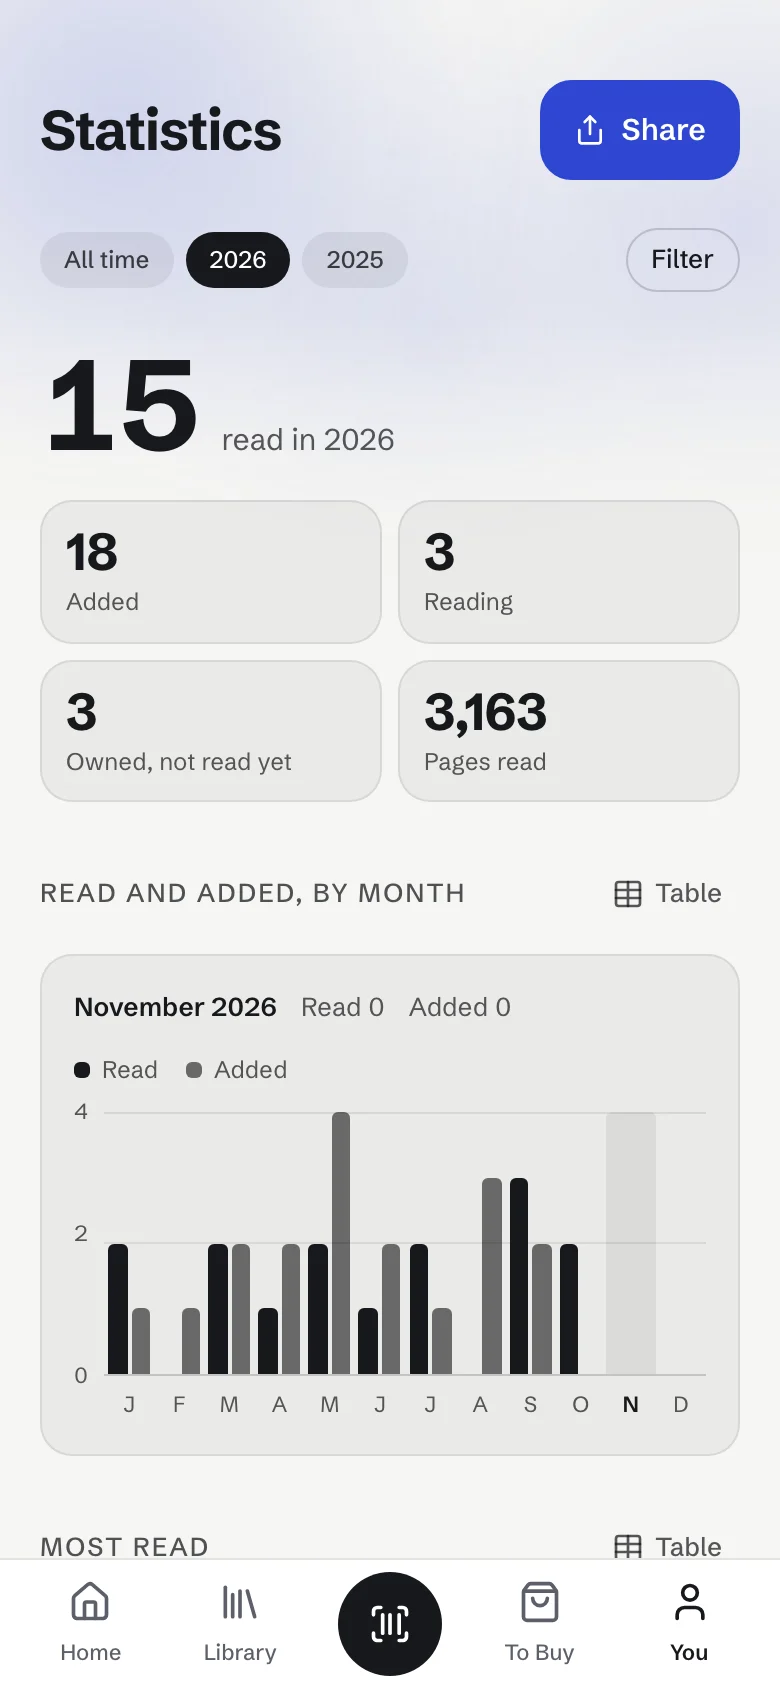 Statistics
Share
All time
2026
2025
Filter
15 read in 2026
18
Added
3
Reading
3
Owned, not read yet
3,163
Pages read
READ AND ADDED, BY MONTH
Table
November 2026 Read 0 Added 0
Read Added
4
2
0
J F M A M J J A S O N D
MOST READ
Table
Home
Library
To Buy
You